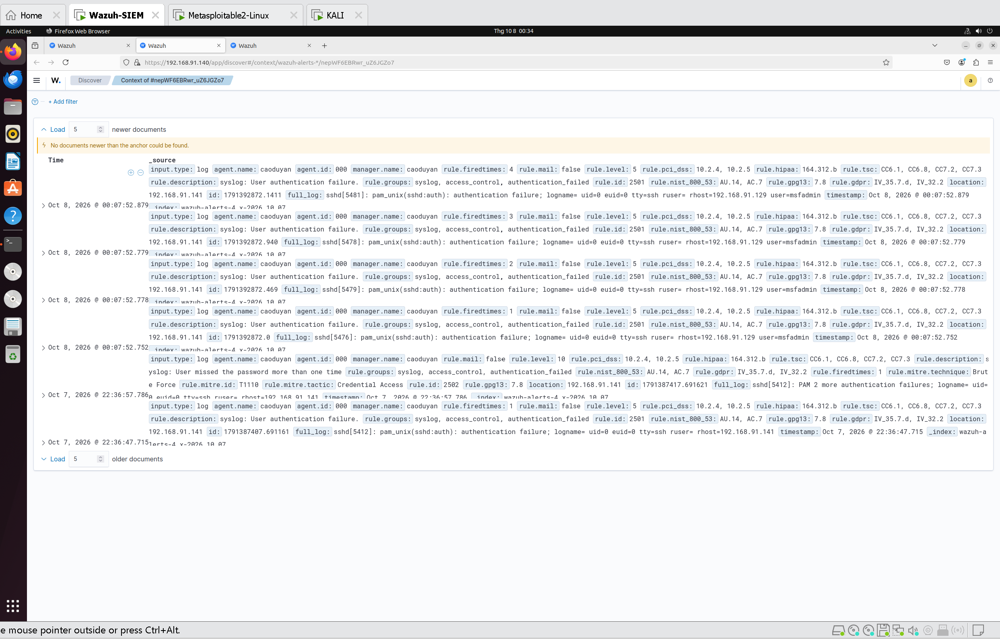 Home
Wazuh-SIEM
Metasploitable2-Linux
KALI
Activities
Firefox Web Browser
Thg 10 8 00:34
Wazuh
Wazuh
Wazuh
https://192.168.91.140/app/discover#/context/wazuh-alerts-*/nepWF6EBRwr_uZ6JGZo7
W.
Discover
Context of #nepWF6EBRwr_uZ6JGZo7
a
+ Add filter
Load 5 newer documents
No documents newer than the anchor could be found.
Time _source
input.type: log agent.name: caoduyan agent.id: 000 manager.name: caoduyan rule.firedtimes: 4 rule.mail: false rule.level: 5 rule.pci_dss: 10.2.4, 10.2.5 rule.hipaa: 164.312.b rule.tsc: CC6.1, CC6.8, CC7.2, CC7.3
rule.description: syslog: User authentication failure. rule.groups: syslog, access_control, authentication_failed rule.id: 2501 rule.nist_800_53: AU.14, AC.7 rule.gpg13: 7.8 rule.gdpr: IV_35.7.d, IV_32.2 location:
192.168.91.141 id: 1791392872.1411 full_log: sshd[5481]: pam_unix(sshd:auth): authentication failure; logname= uid=0 euid=0 tty=ssh ruser= rhost=192.168.91.129 user=msfadmin timestamp: Oct 8, 2026 @ 00:07:52.879
Oct 8, 2026 @ 00:07:52.879 _index: wazuh-alerts-4.x-2026.10.07
input.type: log agent.name: caoduyan agent.id: 000 manager.name: caoduyan rule.firedtimes: 3 rule.mail: false rule.level: 5 rule.pci_dss: 10.2.4, 10.2.5 rule.hipaa: 164.312.b rule.tsc: CC6.1, CC6.8, CC7.2, CC7.3
rule.description: syslog: User authentication failure. rule.groups: syslog, access_control, authentication_failed rule.id: 2501 rule.nist_800_53: AU.14, AC.7 rule.gpg13: 7.8 rule.gdpr: IV_35.7.d, IV_32.2 location:
192.168.91.141 id: 1791392872.940 full_log: sshd[5478]: pam_unix(sshd:auth): authentication failure; logname= uid=0 euid=0 tty=ssh ruser= rhost=192.168.91.129 user=msfadmin timestamp: Oct 8, 2026 @ 00:07:52.779
Oct 8, 2026 @ 00:07:52.779 _index: wazuh-alerts-4.x-2026.10.07
input.type: log agent.name: caoduyan agent.id: 000 manager.name: caoduyan rule.firedtimes: 2 rule.mail: false rule.level: 5 rule.pci_dss: 10.2.4, 10.2.5 rule.hipaa: 164.312.b rule.tsc: CC6.1, CC6.8, CC7.2, CC7.3
rule.description: syslog: User authentication failure. rule.groups: syslog, access_control, authentication_failed rule.id: 2501 rule.nist_800_53: AU.14, AC.7 rule.gpg13: 7.8 rule.gdpr: IV_35.7.d, IV_32.2 location:
192.168.91.141 id: 1791392872.469 full_log: sshd[5479]: pam_unix(sshd:auth): authentication failure; logname= uid=0 euid=0 tty=ssh ruser= rhost=192.168.91.129 user=msfadmin timestamp: Oct 8, 2026 @ 00:07:52.778
Oct 8, 2026 @ 00:07:52.778 _index: wazuh-alerts-4.x-2026.10.07
input.type: log agent.name: caoduyan agent.id: 000 manager.name: caoduyan rule.firedtimes: 1 rule.mail: false rule.level: 5 rule.pci_dss: 10.2.4, 10.2.5 rule.hipaa: 164.312.b rule.tsc: CC6.1, CC6.8, CC7.2, CC7.3
rule.description: syslog: User authentication failure. rule.groups: syslog, access_control, authentication_failed rule.id: 2501 rule.nist_800_53: AU.14, AC.7 rule.gpg13: 7.8 rule.gdpr: IV_35.7.d, IV_32.2 location:
192.168.91.141 id: 1791392872.0 full_log: sshd[5476]: pam_unix(sshd:auth): authentication failure; logname= uid=0 euid=0 tty=ssh ruser= rhost=192.168.91.129 user=msfadmin timestamp: Oct 8, 2026 @ 00:07:52.752
Oct 8, 2026 @ 00:07:52.752 _index: wazuh-alerts-4.x-2026.10.07
input.type: log agent.name: caoduyan agent.id: 000 manager.name: caoduyan rule.mail: false rule.level: 10 rule.pci_dss: 10.2.4, 10.2.5 rule.hipaa: 164.312.b rule.tsc: CC6.1, CC6.8, CC7.2, CC7.3 rule.description: s
yslog: User missed the password more than one time rule.groups: syslog, access_control, authentication_failed rule.nist_800_53: AU.14, AC.7 rule.gdpr: IV_35.7.d, IV_32.2 rule.firedtimes: 1 rule.mitre.technique: Brut
e Force rule.mitre.id: T1110 rule.mitre.tactic: Credential Access rule.id: 2502 rule.gpg13: 7.8 location: 192.168.91.141 id: 1791387417.691621 full_log: sshd[5412]: PAM 2 more authentication failures; logname= uid=
Oct 7, 2026 @ 22:36:57.786 0 euid=0 tty=ssh ruser= rhost=192.168.91.141 timestamp: Oct 7, 2026 @ 22:36:57.786 _index: wazuh-alerts-4.x-2026.10.07
input.type: log agent.name: caoduyan agent.id: 000 manager.name: caoduyan rule.firedtimes: 1 rule.mail: false rule.level: 5 rule.pci_dss: 10.2.4, 10.2.5 rule.hipaa: 164.312.b rule.tsc: CC6.1, CC6.8, CC7.2, CC7.3
rule.description: syslog: User authentication failure. rule.groups: syslog, access_control, authentication_failed rule.id: 2501 rule.nist_800_53: AU.14, AC.7 rule.gpg13: 7.8 rule.gdpr: IV_35.7.d, IV_32.2 location:
192.168.91.141 id: 1791387407.691161 full_log: sshd[5412]: pam_unix(sshd:auth): authentication failure; logname= uid=0 euid=0 tty=ssh ruser= rhost=192.168.91.141 timestamp: Oct 7, 2026 @ 22:36:47.715 _index: wazuh-a
Oct 7, 2026 @ 22:36:47.715 lerts-4.x-2026.10.07
Load 5 older documents
e mouse pointer outside or press Ctrl+Alt.